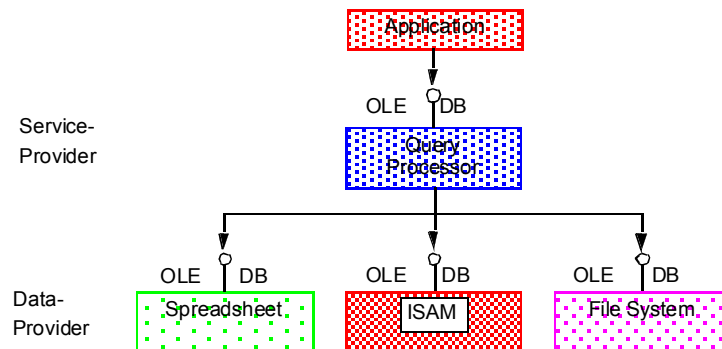 Application
OLE DB
Service-
Provider
Query
Processor
OLE DB OLE DB OLE DB
Data-
Provider
Spreadsheet ISAM File System